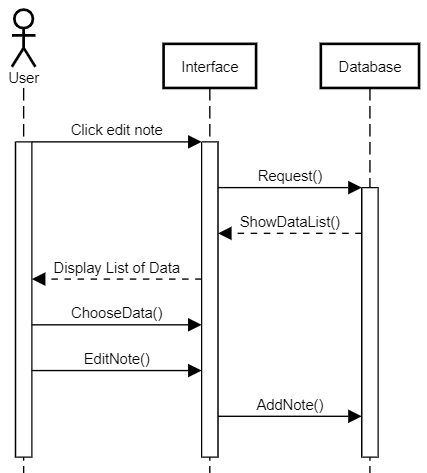 User
Interface
Database
Click edit note
Request()
ShowDataList()
Display List of Data
ChooseData()
EditNote()
AddNote()